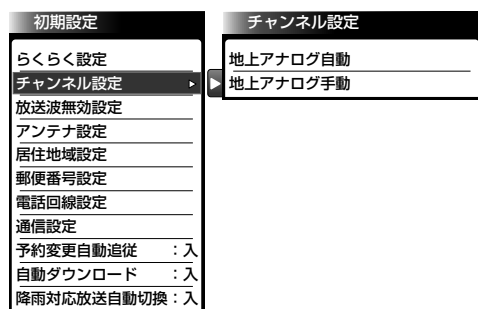 初期設定
らくらく設定
チャンネル設定
放送波無効設定
アンテナ設定
居住地域設定
郵便番号設定
電話回線設定
通信設定
予約変更自動追従 ：入
自動ダウンロード ：入
降雨対応放送自動切換：入
チャンネル設定
地上アナログ自動
地上アナログ手動